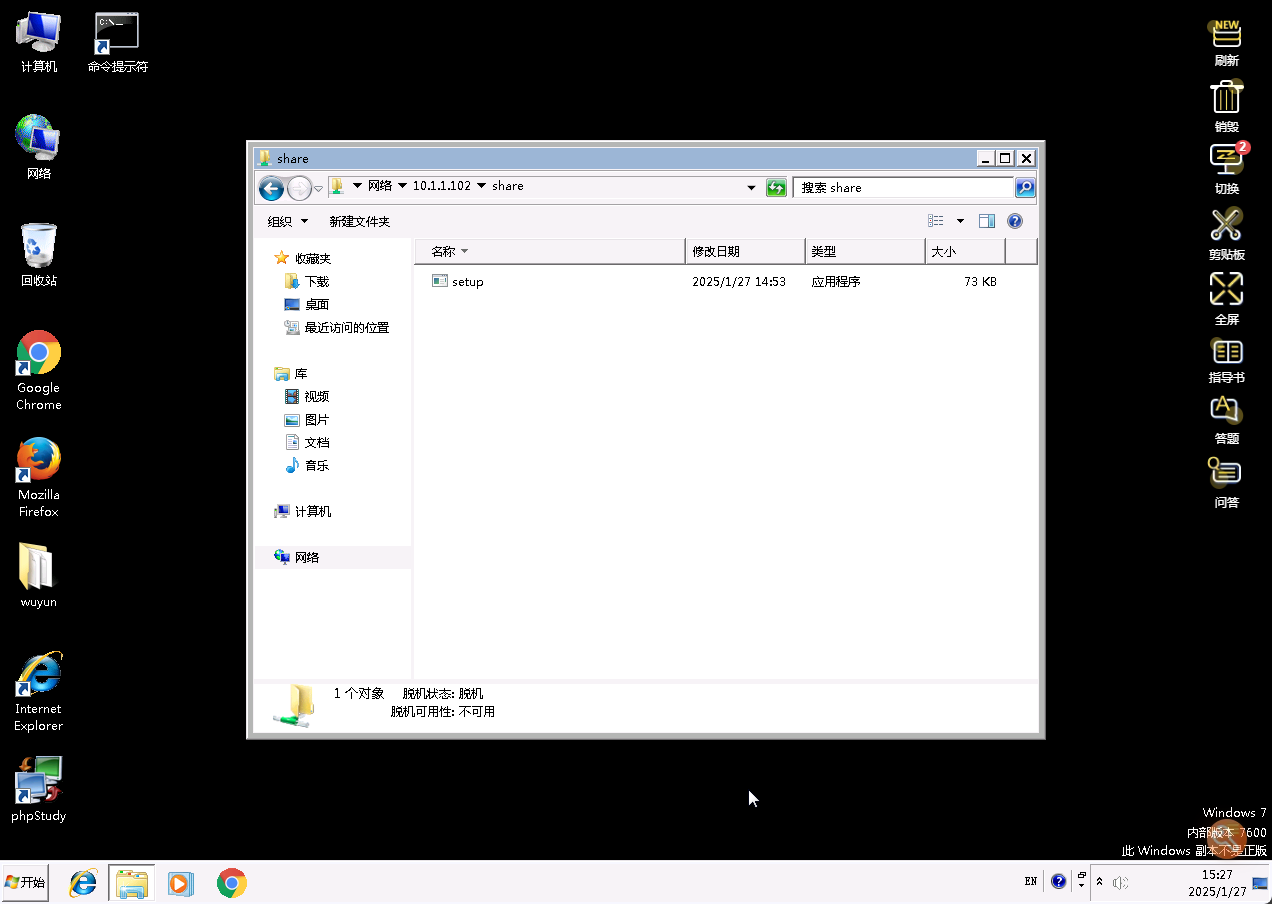 计算机
命令提示符
网络
回收站
Google
Chrome
Mozilla
Firefox
wuyun
Internet
Explorer
phpStudy
C:\._
share
网络 10.1.1.102 share
搜索 share
组织 新建文件夹
收藏夹
下载
桌面
最近访问的位置
库
视频
图片
文档
音乐
计算机
网络
名称 修改日期 类型 大小
setup 2025/1/27 14:53 应用程序 73 KB
1 个对象 脱机状态: 脱机
脱机可用性: 不可用
NEW
刷新
销毁
2
切换
剪贴板
全屏
指导书
A
答题
问答
Windows 7
内部版本 7600
此 Windows 副本不是正版
开始
EN
15:27
2025/1/27